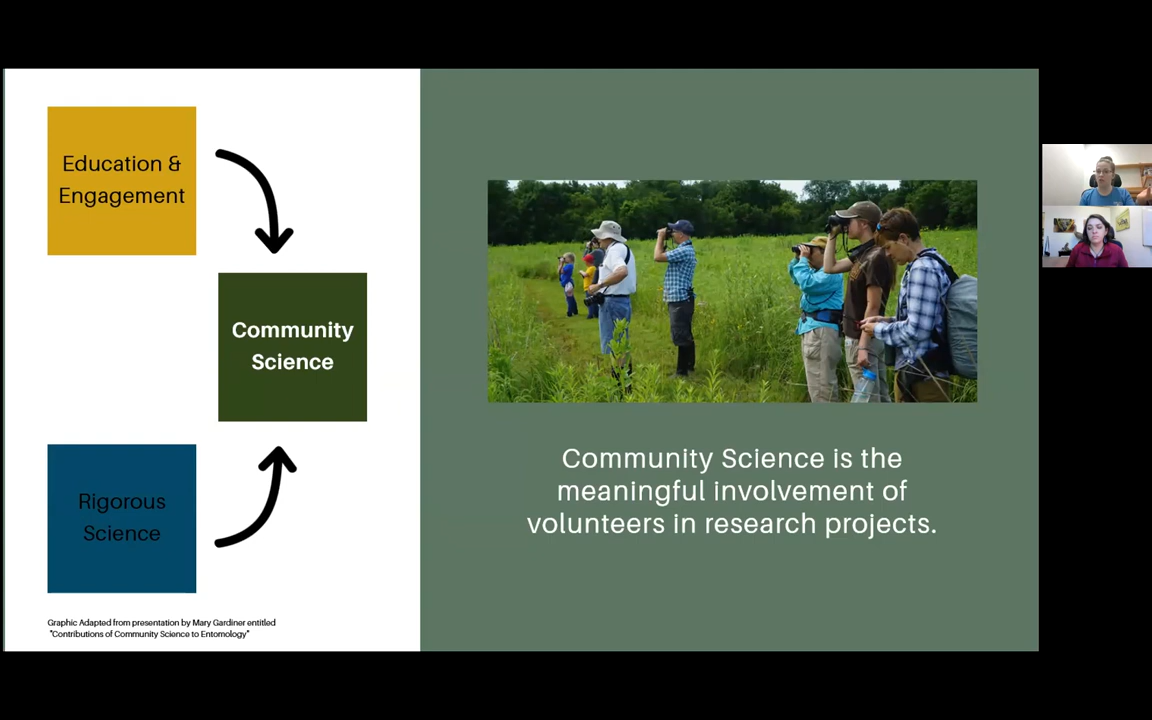 Education &
Engagement
Community
Science
Rigorous
Science
Graphic Adapted from presentation by Mary Gardiner entitled
"Contributions of Community Science to Entomology"
Community Science is the
meaningful involvement of
volunteers in research projects.